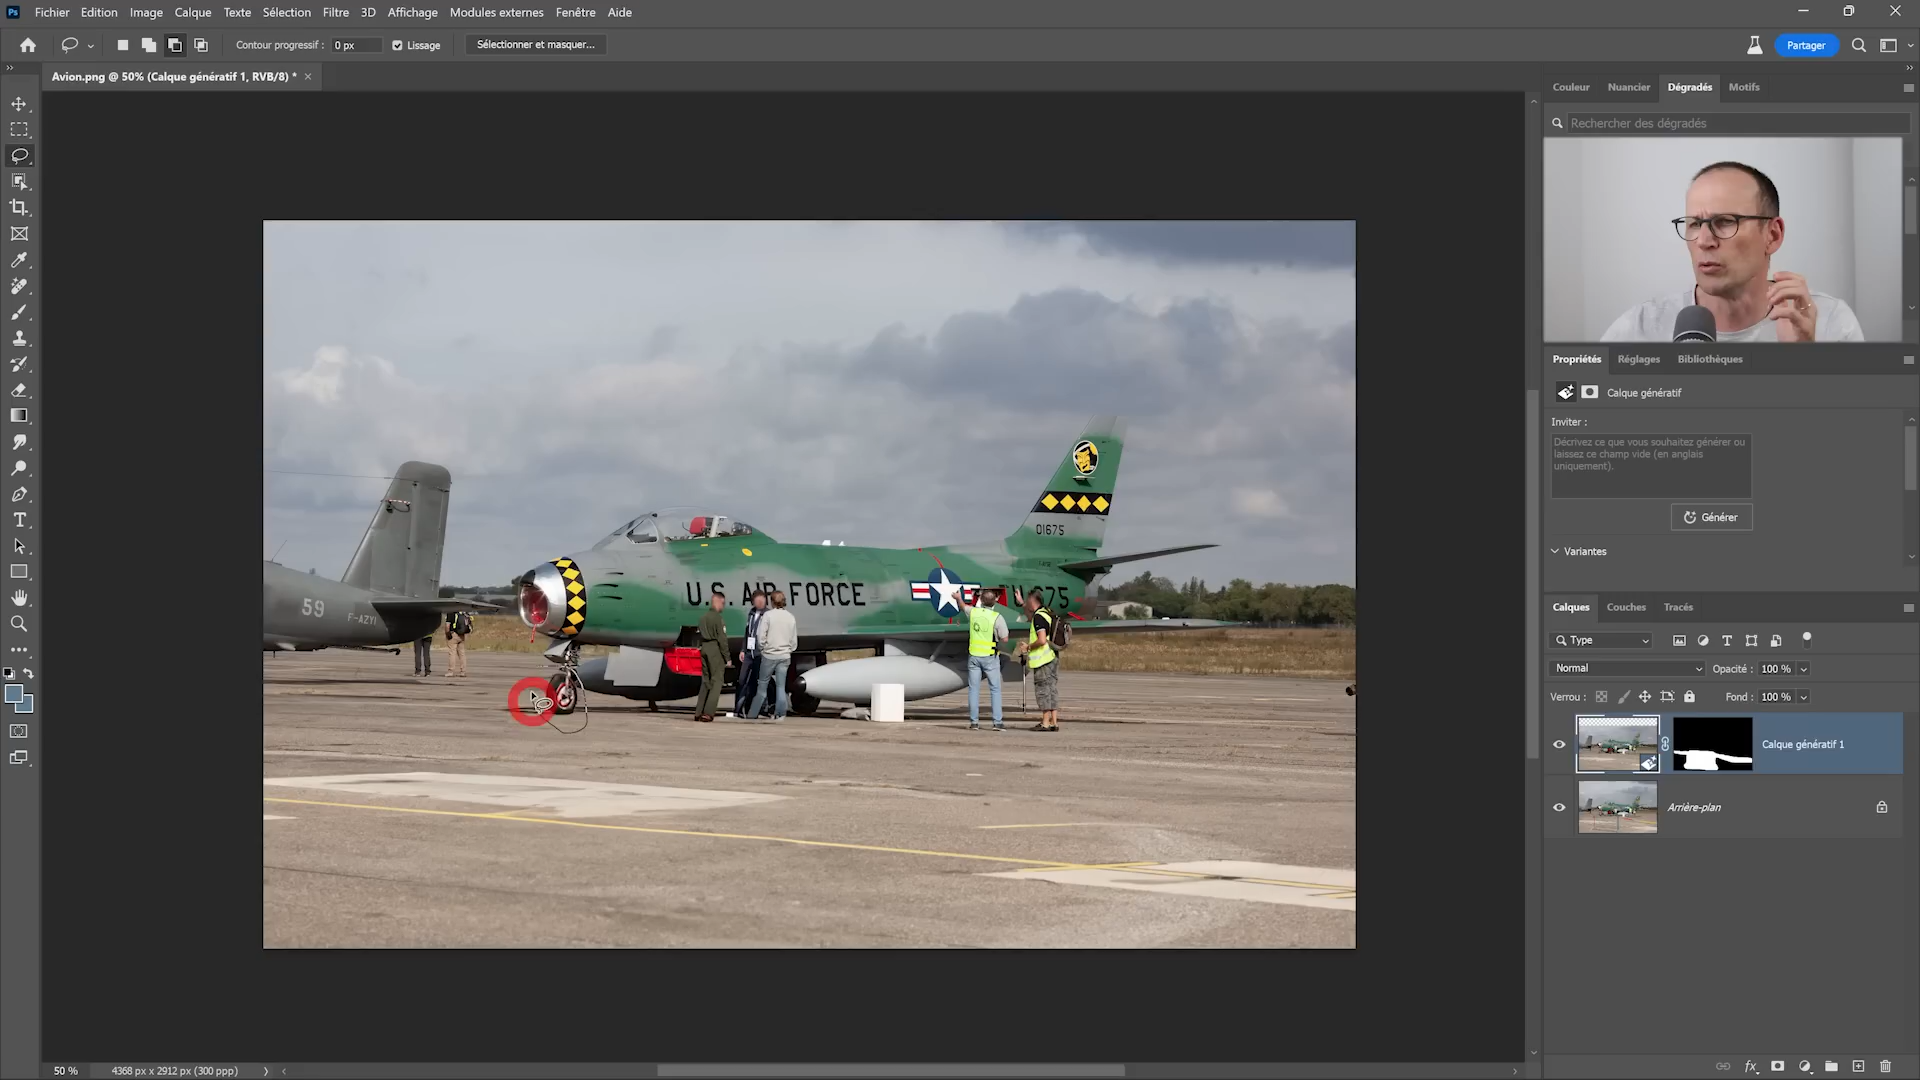 Ps Fichier Edition Image Calque Texte Sélection Filtre 3D Affichage Modules externes Fenêtre Aide
Contour progressif : 0 px Lissage Sélectionner et masquer... Partager
Avion.png @ 50% (Calque génératif 1, RVB/8) * ×
Couleur Nuancier Dégradés Motifs
Rechercher des dégradés
01675
U.S. AIR FORCE
59
F-AZYI
Propriétés Réglages Bibliothèques
Calque génératif
Inviter :
Décrivez ce que vous souhaitez générer ou
laissez ce champ vide (en anglais
uniquement).
Générer
Variantes
Calques Couches Tracés
Type
Normal Opacité : 100 %
Verrou : Fond : 100 %
Calque génératif 1
Arrière-plan
50 % 4368 px x 2912 px (300 ppp)